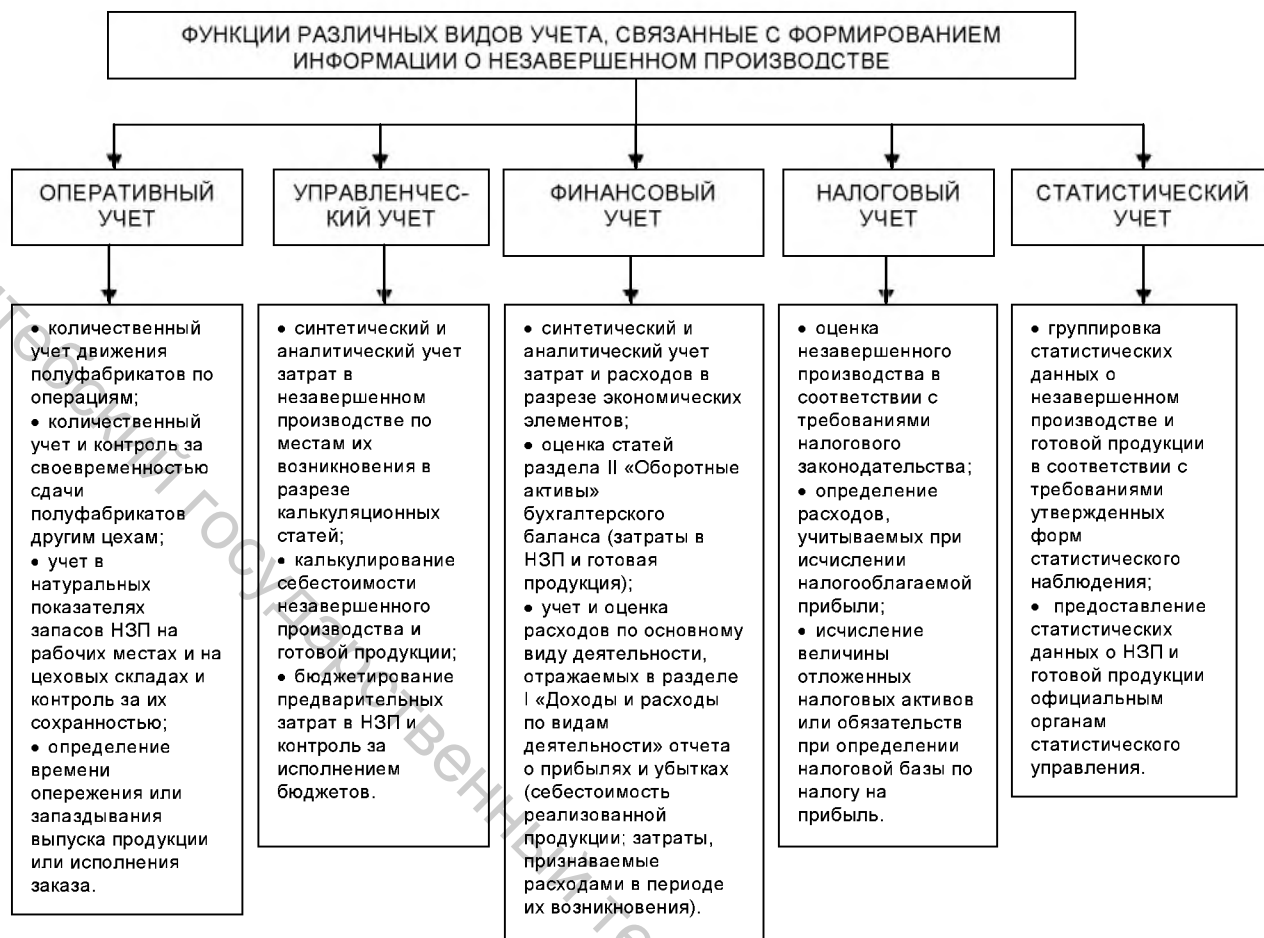 ФУНКЦИИ РАЗЛИЧНЫХ ВИДОВ УЧЕТА, СВЯЗАННЫЕ С ФОРМИРОВАНИЕМ
ИНФОРМАЦИИ О НЕЗАВЕРШЕННОМ ПРОИЗВОДСТВЕ
ОПЕРАТИВНЫЙ
УЧЕТ
УПРАВЛЕНЧЕС-
КИЙ УЧЕТ
ФИНАНСОВЫЙ
УЧЕТ
НАЛОГОВЫЙ
УЧЕТ
СТАТИСТИЧЕСКИЙ
УЧЕТ
• количественный
учет движения
полуфабрикатов по
операциям;
• количественный
учет и контроль за
своевременностью
сдачи
полуфабрикатов
другим цехам;
• учет в
натуральных
показателях
запасов НЗП на
рабочих местах и на
цеховых складах и
контроль за их
сохранностью;
• определение
времени
опережения или
запаздывания
выпуска продукции
или исполнения
заказа.
• синтетический и
аналитический учет
затрат в
незавершенном
производстве по
местам их
возникновения в
разрезе
калькуляционных
статей;
• калькулирование
себестоимости
незавершенного
производства и
готовой продукции;
• бюджетирование
предварительных
затрат в НЗП и
контроль за
исполнением
бюджетов.
• синтетический и
аналитический учет
затрат и расходов в
разрезе экономических
элементов;
• оценка статей
раздела II «Оборотные
активы»
бухгалтерского
баланса (затраты в
НЗП и готовая
продукция);
• учет и оценка
расходов по основному
виду деятельности,
отражаемых в разделе
I «Доходы и расходы
по видам
деятельности» отчета
о прибылях и убытках
(себестоимость
реализованной
продукции; затраты,
признаваемые
расходами в периоде
их возникновения).
• оценка
незавершенного
производства в
соответствии с
требованиями
налогового
законодательства;
• определение
расходов,
учитываемых при
исчислении
налогооблагаемой
прибыли;
• исчисление
величины
отложенных
налоговых активов
или обязательств
при определении
налоговой базы по
налогу на
прибыль.
• группировка
статистических
данных о
незавершенном
производстве и
готовой продукции
в соответствии с
требованиями
утвержденных
форм
статистического
наблюдения;
• предоставление
статистических
данных о НЗП и
готовой продукции
официальным
органам
статистического
управления.
государственный